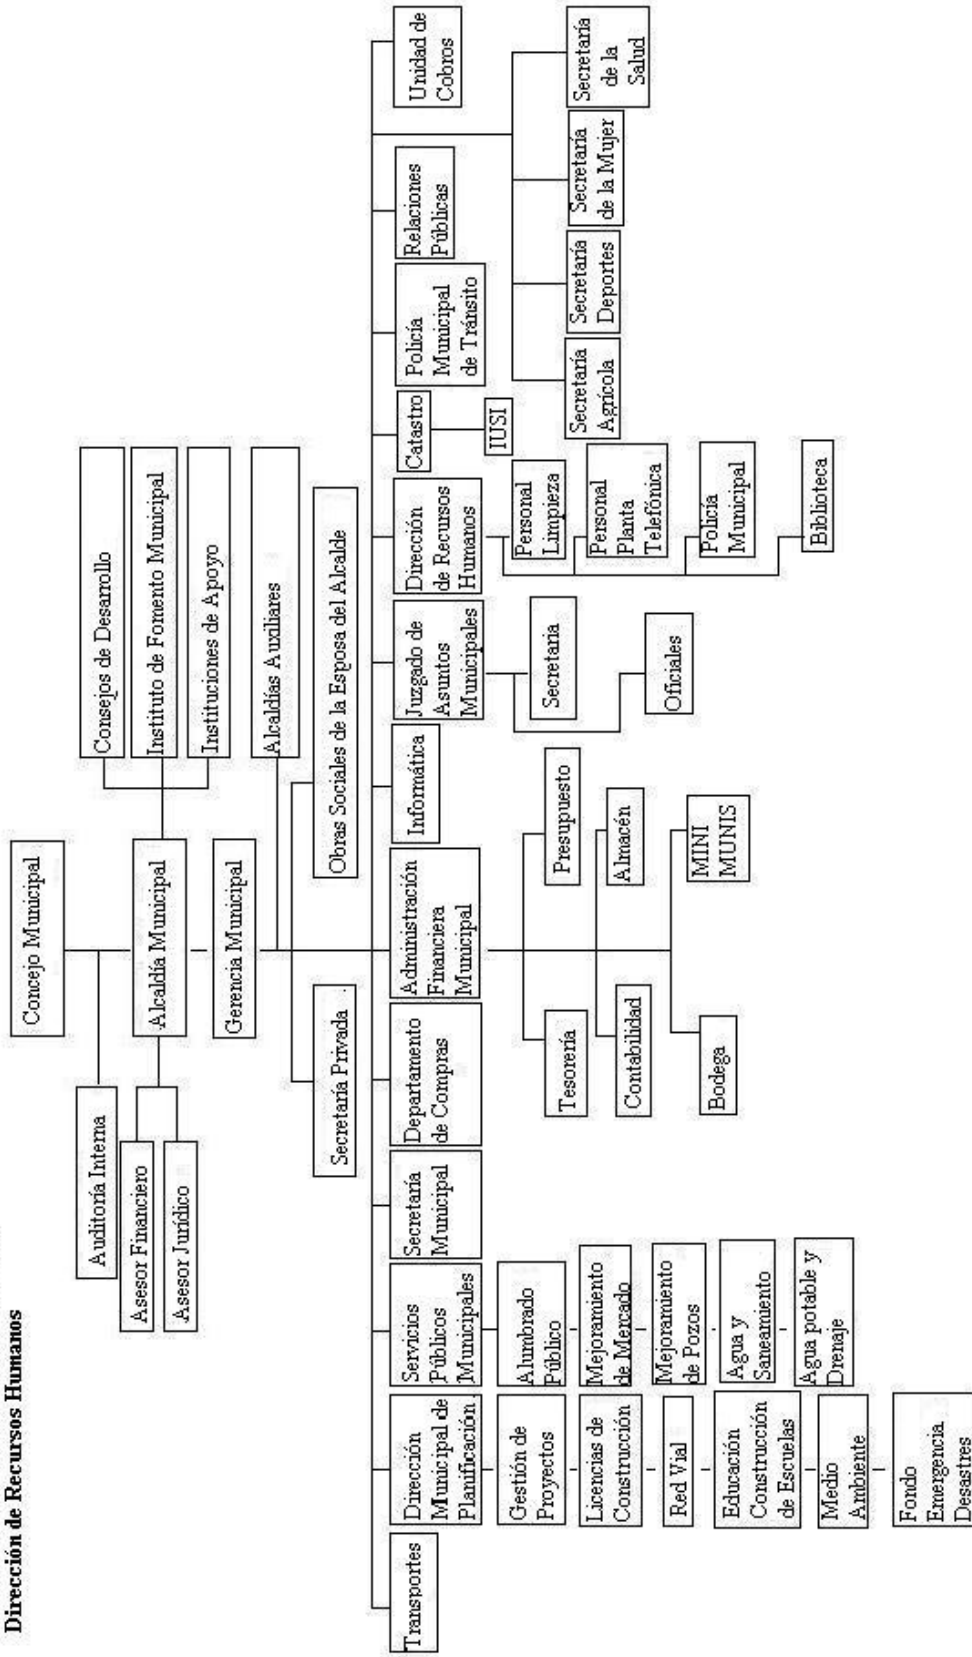 Dirección de Recursos Humanos
Concejo Municipal
Auditoría Interna
Consejos de Desarrollo
Alcaldía Municipal
Instituto de Fomento Municipal
Instituciones de Apoyo
Asesor Financiero
Asesor Jurídico
Gerencia Municipal
Alcaldías Auxiliares
Secretaría Privada
Obras Sociales de la Esposa del Alcalde
Transportes
Dirección
Municipal de
Planificación
Servicios
Públicos
Municipales
Secretaría
Municipal
Departamento
de Compras
Administración
Financiera
Municipal
Informática
Juzgado de
Asuntos
Municipales
Dirección
de Recursos
Humanos
Catastro
Policía
Municipal
de Tránsito
Relaciones
Públicas
Unidad de
Cobros
Gestión de
Proyectos
Licencias de
Construcción
Red Vial
Educación
Construcción
de Escuelas
Medio
Ambiente
Fondo
Emergencia
Desastres
Alumbrado
Público
Mejoramiento
de Mercado
Mejoramiento
de Pozos
Agua y
Saneamiento
Agua potable y
Drenaje
Tesorería
Presupuesto
Contabilidad
Almacén
Bodega
MINI
MUNIS
Secretaria
Oficiales
Personal
Limpieza
Personal
Planta
Telefónica
Policía
Municipal
Biblioteca
IUSI
Secretaría
Agrícola
Secretaría
Deportes
Secretaría
de la Mujer
Secretaría
de la
Salud